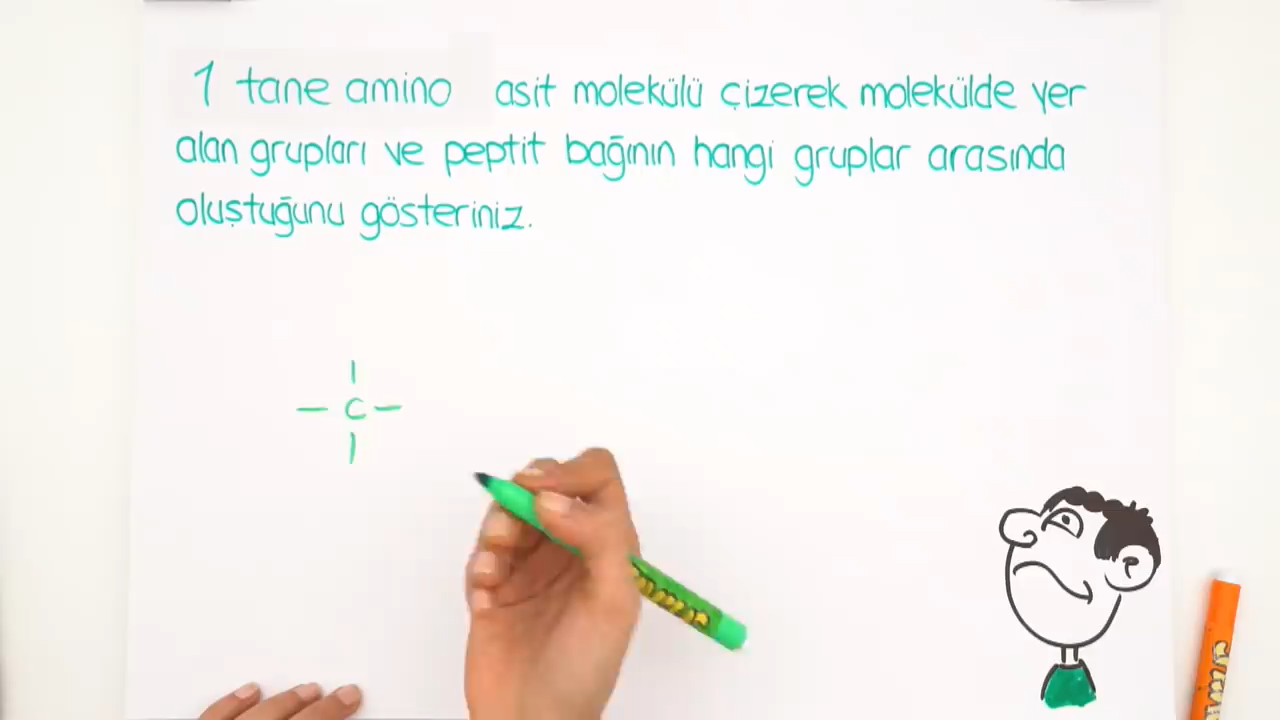 1 tane amino asit molekülü çizerek molekülde yer
alan grupları ve peptit bağının hangi gruplar arasında
oluştuğunu gösteriniz.
C